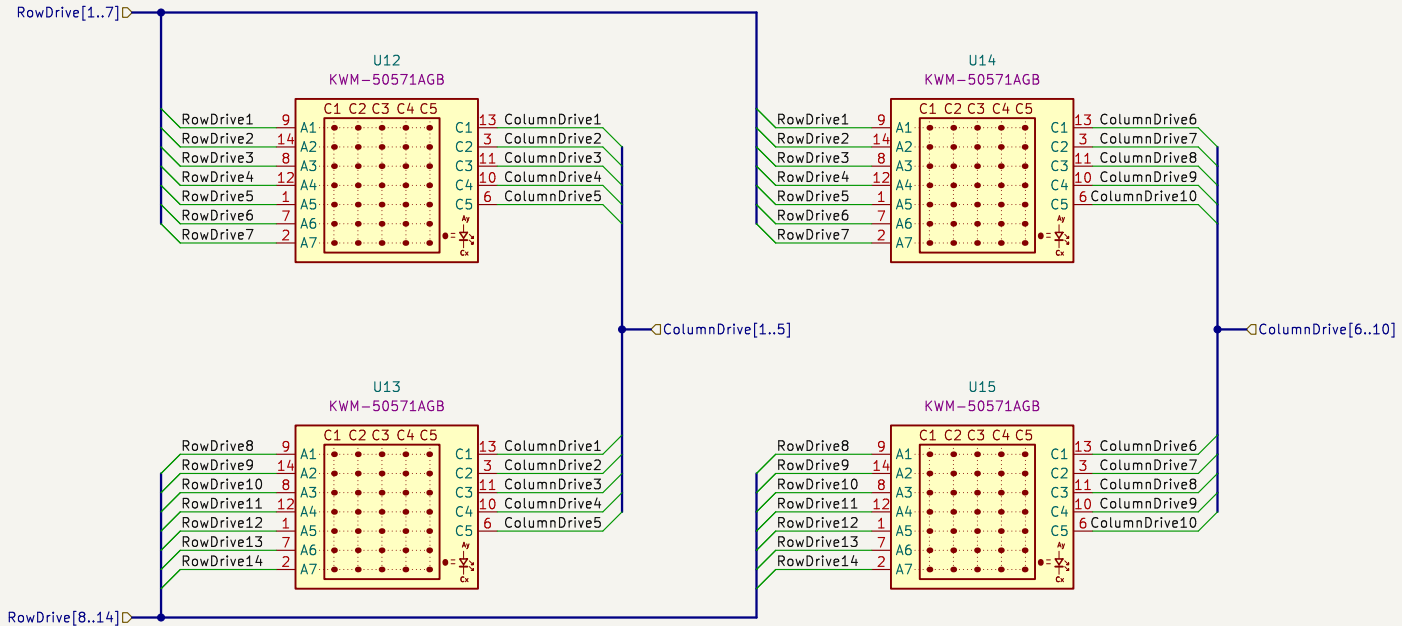 RowDrive[1..7]
U12
KWM-50571AGB
C1 C2 C3 C4 C5
RowDrive1 9 A1 C1 13 ColumnDrive1
RowDrive2 14 A2 C2 3 ColumnDrive2
RowDrive3 8 A3 C3 11 ColumnDrive3
RowDrive4 12 A4 C4 10 ColumnDrive4
RowDrive5 1 A5 C5 6 ColumnDrive5
RowDrive6 7 A6 Ay
RowDrive7 2 A7 =
Cx
U14
KWM-50571AGB
C1 C2 C3 C4 C5
RowDrive1 9 A1 C1 13 ColumnDrive6
RowDrive2 14 A2 C2 3 ColumnDrive7
RowDrive3 8 A3 C3 11 ColumnDrive8
RowDrive4 12 A4 C4 10 ColumnDrive9
RowDrive5 1 A5 C5 6 ColumnDrive10
RowDrive6 7 A6 Ay
RowDrive7 2 A7 =
Cx
ColumnDrive[1..5]
ColumnDrive[6..10]
U13
KWM-50571AGB
C1 C2 C3 C4 C5
RowDrive8 9 A1 C1 13 ColumnDrive1
RowDrive9 14 A2 C2 3 ColumnDrive2
RowDrive10 8 A3 C3 11 ColumnDrive3
RowDrive11 12 A4 C4 10 ColumnDrive4
RowDrive12 1 A5 C5 6 ColumnDrive5
RowDrive13 7 A6 Ay
RowDrive14 2 A7 =
Cx
U15
KWM-50571AGB
C1 C2 C3 C4 C5
RowDrive8 9 A1 C1 13 ColumnDrive6
RowDrive9 14 A2 C2 3 ColumnDrive7
RowDrive10 8 A3 C3 11 ColumnDrive8
RowDrive11 12 A4 C4 10 ColumnDrive9
RowDrive12 1 A5 C5 6 ColumnDrive10
RowDrive13 7 A6 Ay
RowDrive14 2 A7 =
Cx
RowDrive[8..14]